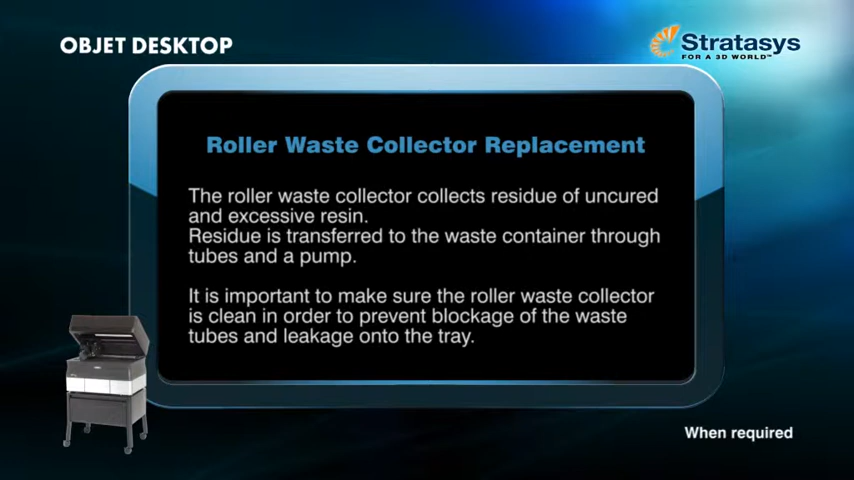 OBJET DESKTOP
Stratasys
FOR A 3D WORLD™
Roller Waste Collector Replacement
The roller waste collector collects residue of uncured
and excessive resin.
Residue is transferred to the waste container through
tubes and a pump.
It is important to make sure the roller waste collector
is clean in order to prevent blockage of the waste
tubes and leakage onto the tray.
When required